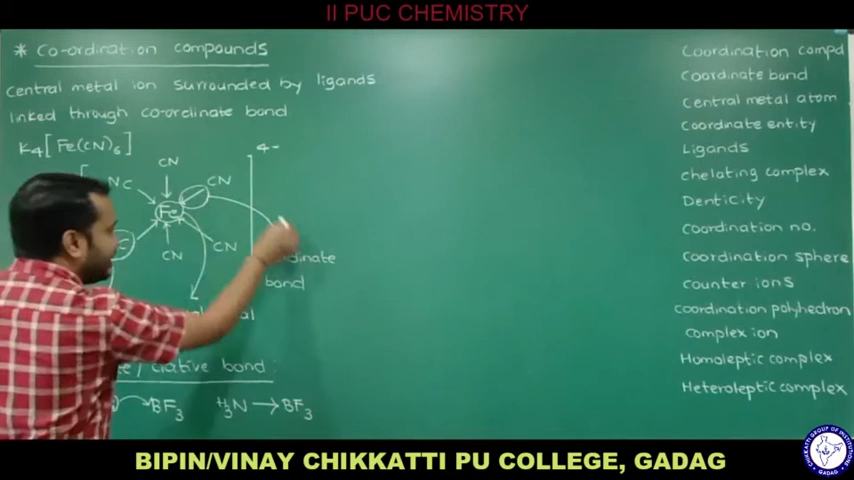 II PUC CHEMISTRY
* Co-ordination compounds
Central metal ion surrounded by ligands
linked through co-ordinate bond
K4[Fe(CN)6]
4-
CN
NC
CN
Fe
CN
CN
dinate
band
ative bond :
BF3 H3N → BF3
Coordination compd
Coordinate bond
Central metal atom
Coordinate entity
Ligands
chelating complex
Denticity
Coordination no.
Coordination sphere
counter ions
coordination polyhedron
complex ion
Homoleptic complex
Heteroleptic complex
BIPIN/VINAY CHIKKATTI PU COLLEGE, GADAG